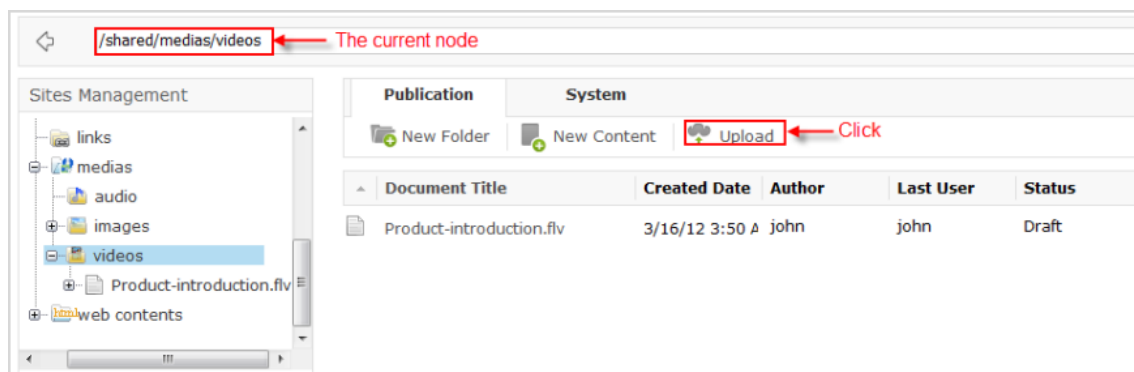 /shared/medias/videos The current node
Sites Management
Publication System
links
New Folder New Content Upload Click
medias
audio
Document Title Created Date Author Last User Status
images
Product-introduction.flv 3/16/12 3:50 A john john Draft
videos
Product-introduction.flv
html web contents